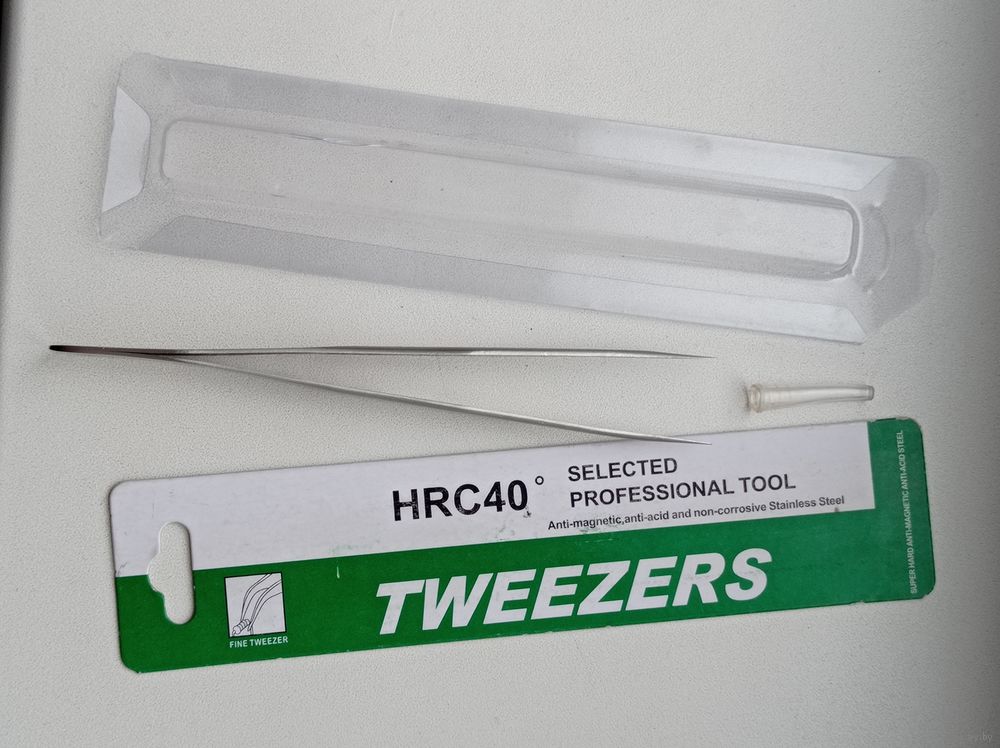 HRC40°
SELECTED
PROFESSIONAL TOOL
Anti-magnetic,anti-acid and non-corrosive Stainless Steel
TWEEZERS
FINE TWEEZER
SUPER HARD ANTI-MAGNETIC ANTI-ACID STEEL